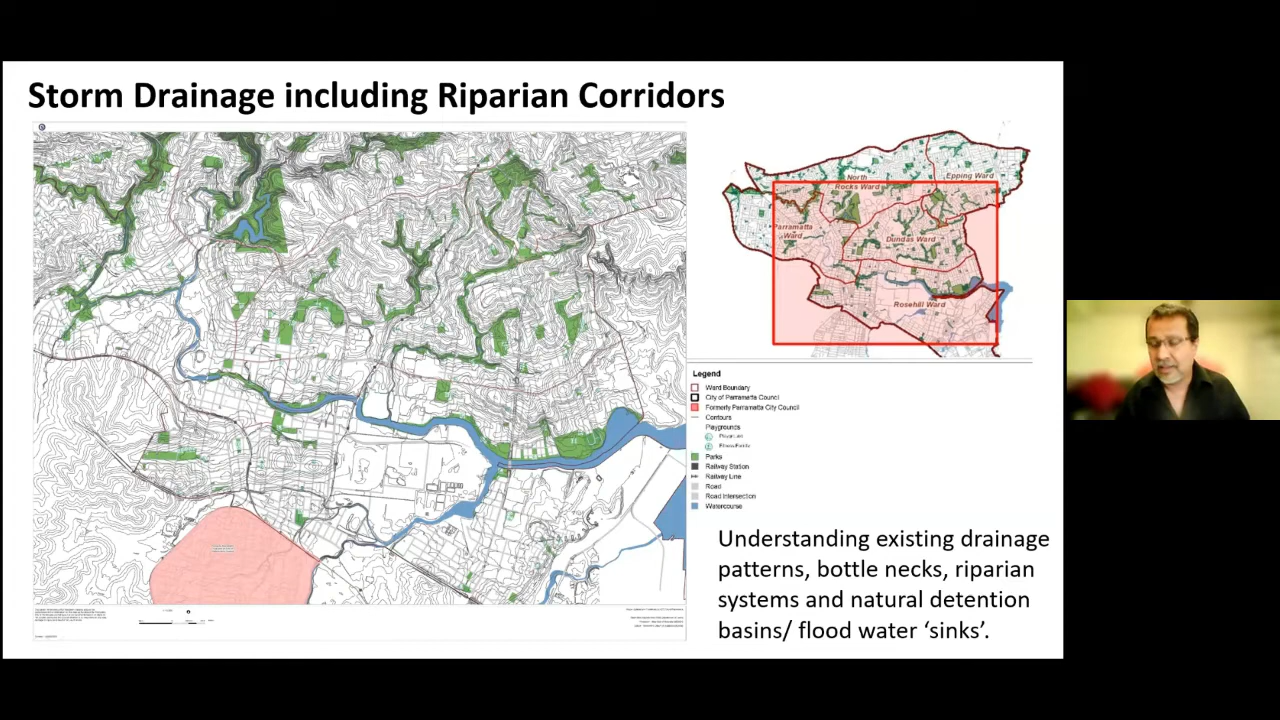 Storm Drainage including Riparian Corridors
North
Rocks Ward
Epping Ward
Parramatta
Ward
Dundas Ward
Rosehill Ward
Legend
Ward Boundary
City of Parramatta Council
Formerly Parramatta City Council
Contours
Playgrounds
Playground
Parks
Railway Station
Railway Line
Road
Road Intersection
Watercourse
Understanding existing drainage
patterns, bottle necks, riparian
systems and natural detention
basins/ flood water ‘sinks’.